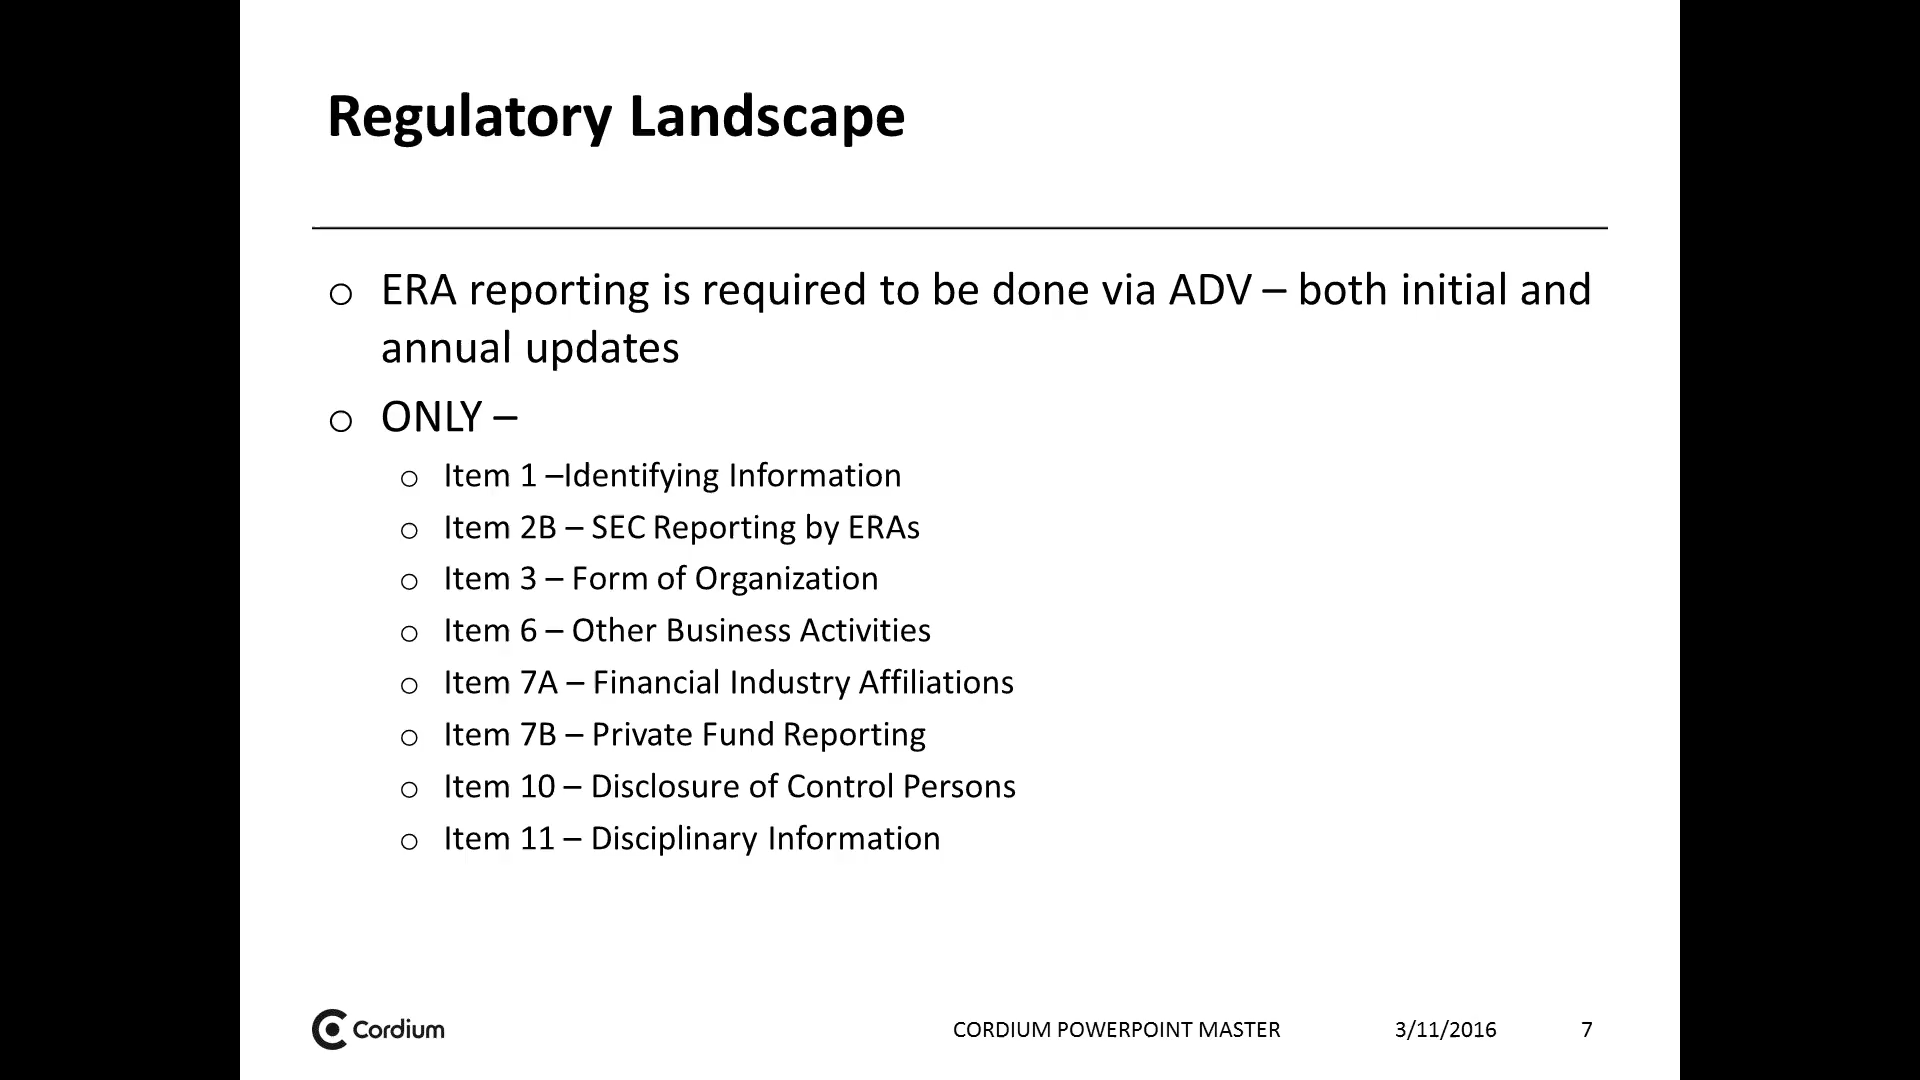 Regulatory Landscape
o ERA reporting is required to be done via ADV – both initial and
annual updates
o ONLY –
o Item 1 –Identifying Information
o Item 2B – SEC Reporting by ERAs
o Item 3 – Form of Organization
o Item 6 – Other Business Activities
o Item 7A – Financial Industry Affiliations
o Item 7B – Private Fund Reporting
o Item 10 – Disclosure of Control Persons
o Item 11 – Disciplinary Information
Cordium CORDIUM POWERPOINT MASTER 3/11/2016 7